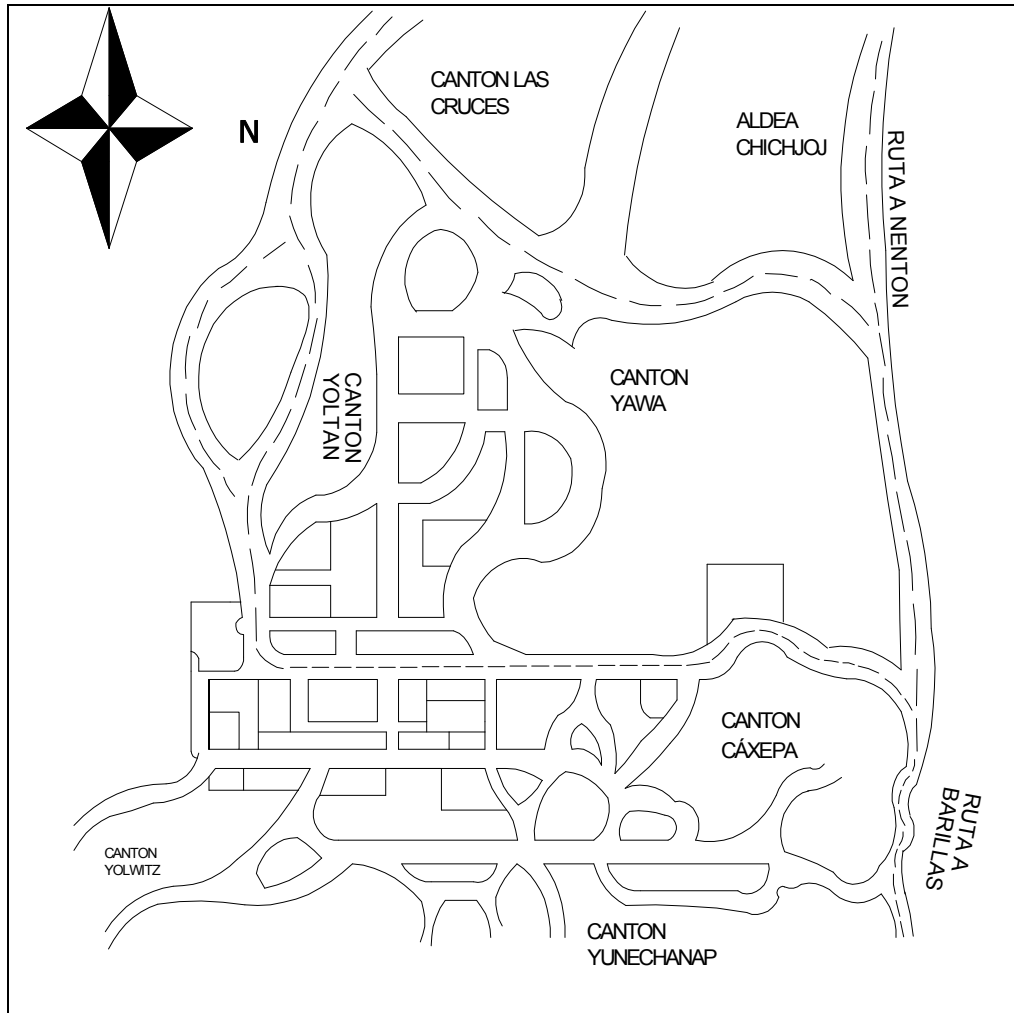 CANTON LAS
CRUCES
N
ALDEA
CHICHJOJ
RUTA A NENTON
CANTON
YOLTAN
CANTON
YAWA
CANTON
CÁXEPA
RUTA A
BARILLAS
CANTON
YOLWITZ
CANTON
YUNECHANAP